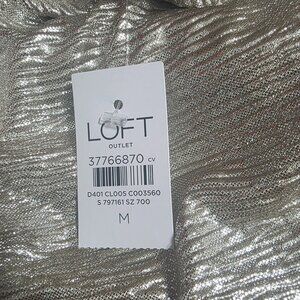 LOFT
OUTLET
37766870 CV
D401 CL005 C003560
S 797161 SZ 700
M